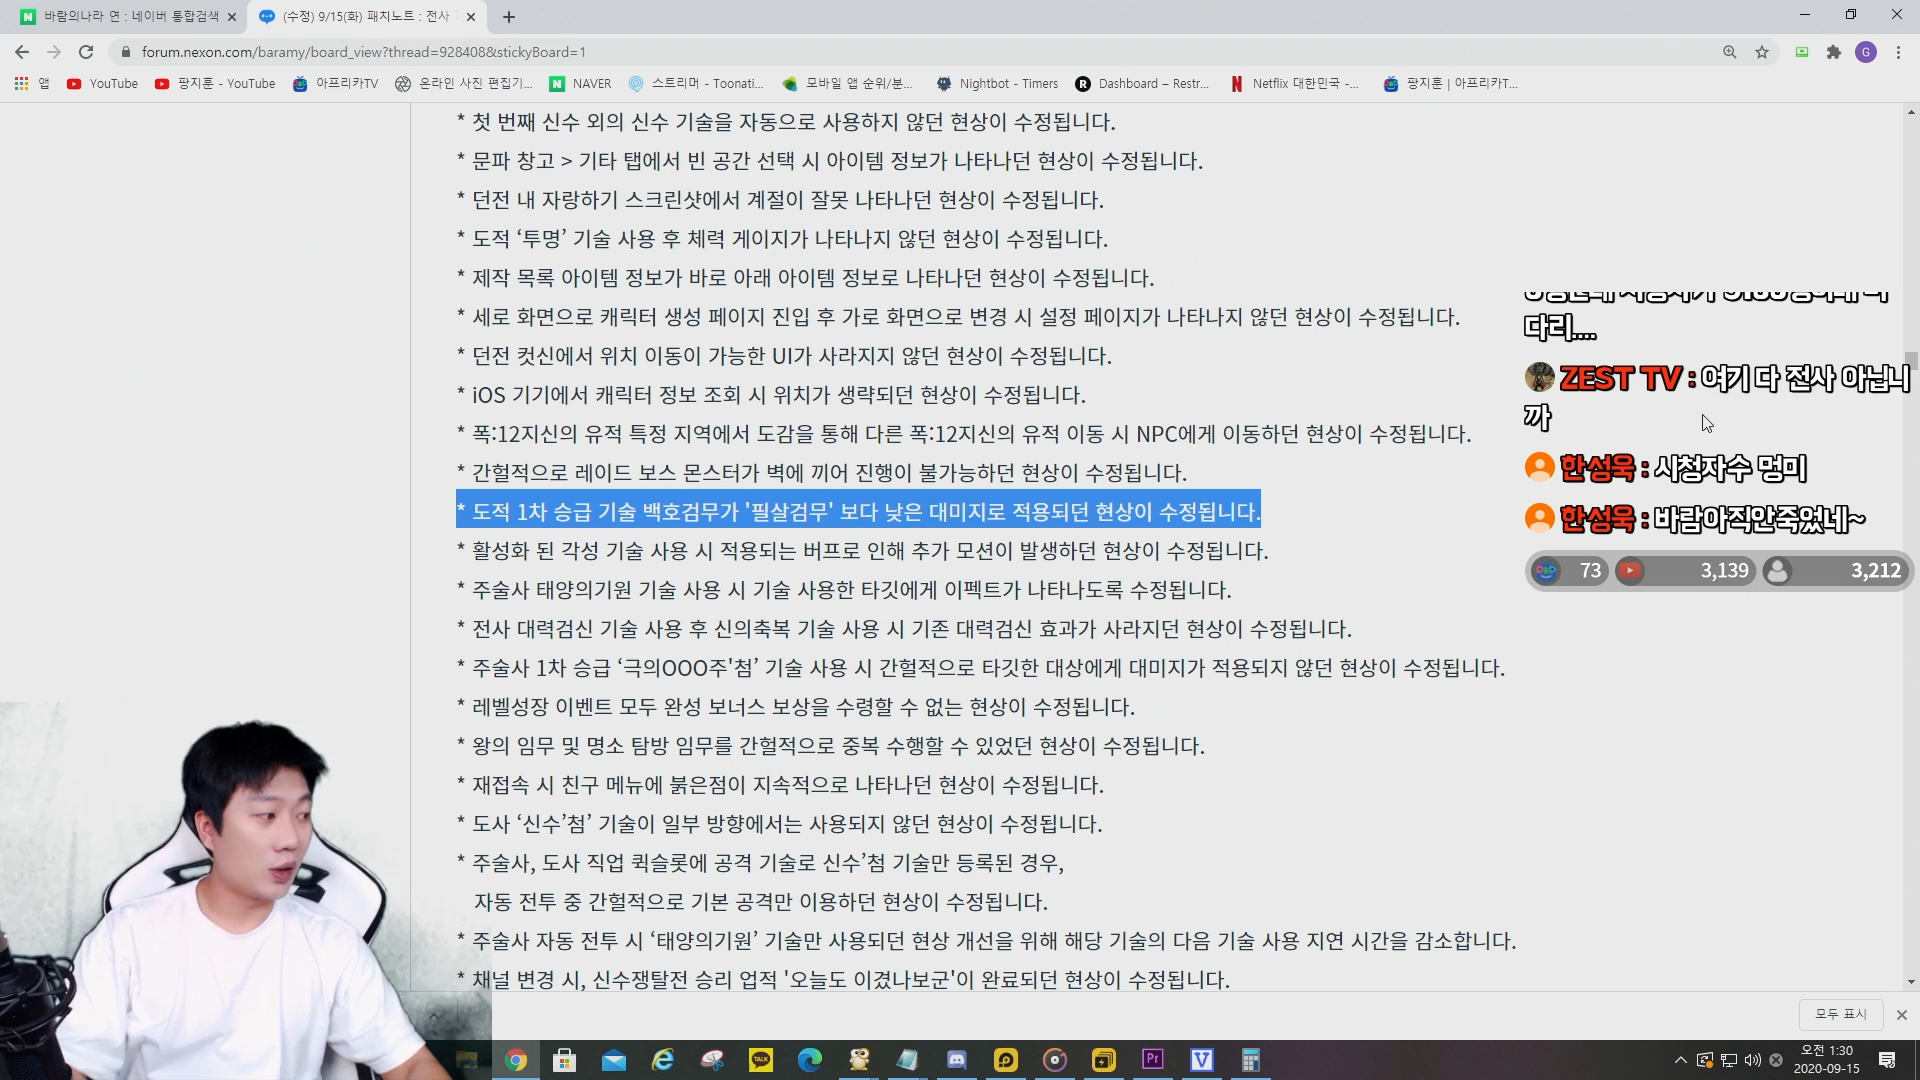 바람의나라 연 : 네이버 통합검색
(수정) 9/15(화) 패치노트 : 전사
forum.nexon.com/baramy/board_view?thread=928408&stickyBoard=1
G
앱
YouTube
팡지훈 - YouTube
아프리카TV
온라인 사진 편집기...
NAVER
스트리머 - Toonati...
모바일 앱 순위/분...
Nightbot - Timers
Dashboard – Restr...
Netflix 대한민국 -...
팡지훈 | 아프리카T...
* 첫 번째 신수 외의 신수 기술을 자동으로 사용하지 않던 현상이 수정됩니다.
* 문파 창고 > 기타 탭에서 빈 공간 선택 시 아이템 정보가 나타나던 현상이 수정됩니다.
* 던전 내 자랑하기 스크린샷에서 계절이 잘못 나타나던 현상이 수정됩니다.
* 도적 ‘투명’ 기술 사용 후 체력 게이지가 나타나지 않던 현상이 수정됩니다.
* 제작 목록 아이템 정보가 바로 아래 아이템 정보로 나타나던 현상이 수정됩니다.
* 세로 화면으로 캐릭터 생성 페이지 진입 후 가로 화면으로 변경 시 설정 페이지가 나타나지 않던 현상이 수정됩니다.
* 던전 컷신에서 위치 이동이 가능한 UI가 사라지지 않던 현상이 수정됩니다.
* iOS 기기에서 캐릭터 정보 조회 시 위치가 생략되던 현상이 수정됩니다.
* 폭:12지신의 유적 특정 지역에서 도감을 통해 다른 폭:12지신의 유적 이동 시 NPC에게 이동하던 현상이 수정됩니다.
* 간헐적으로 레이드 보스 몬스터가 벽에 끼어 진행이 불가능하던 현상이 수정됩니다.
* 도적 1차 승급 기술 백호검무가 '필살검무' 보다 낮은 대미지로 적용되던 현상이 수정됩니다.
* 활성화 된 각성 기술 사용 시 적용되는 버프로 인해 추가 모션이 발생하던 현상이 수정됩니다.
* 주술사 태양의기원 기술 사용 시 기술 사용한 타깃에게 이펙트가 나타나도록 수정됩니다.
* 전사 대력검신 기술 사용 후 신의축복 기술 사용 시 기존 대력검신 효과가 사라지던 현상이 수정됩니다.
* 주술사 1차 승급 ‘극의OOO주'첨’ 기술 사용 시 간헐적으로 타깃한 대상에게 대미지가 적용되지 않던 현상이 수정됩니다.
* 레벨성장 이벤트 모두 완성 보너스 보상을 수령할 수 없는 현상이 수정됩니다.
* 왕의 임무 및 명소 탐방 임무를 간헐적으로 중복 수행할 수 있었던 현상이 수정됩니다.
* 재접속 시 친구 메뉴에 붉은점이 지속적으로 나타나던 현상이 수정됩니다.
* 도사 ‘신수’첨’ 기술이 일부 방향에서는 사용되지 않던 현상이 수정됩니다.
* 주술사, 도사 직업 퀵슬롯에 공격 기술로 신수’첨 기술만 등록된 경우,
자동 전투 중 간헐적으로 기본 공격만 이용하던 현상이 수정됩니다.
* 주술사 자동 전투 시 ‘태양의기원’ 기술만 사용되던 현상 개선을 위해 해당 기술의 다음 기술 사용 지연 시간을 감소합니다.
* 채널 변경 시, 신수쟁탈전 승리 업적 '오늘도 이겼나보군'이 완료되던 현상이 수정됩니다.
다리....
ZEST TV : 여기 다 전사 아닙니
까
한성욱 : 시청자수 멍미
한성욱 : 바람아직안죽었네~
73 3,139 3,212
모두 표시
TALK
Pr
V
오전 1:30
2020-09-15